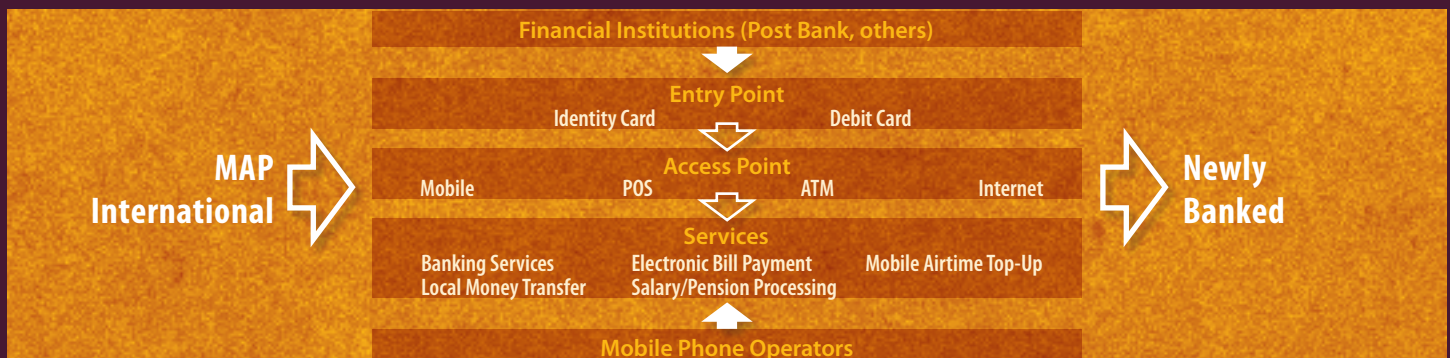 Financial Institutions (Post Bank, others)
Entry Point
Identity Card Debit Card
MAP
International
Access Point
Mobile POS ATM Internet
Newly
Banked
Services
Banking Services Electronic Bill Payment Mobile Airtime Top-Up
Local Money Transfer Salary/Pension Processing
Mobile Phone Operators